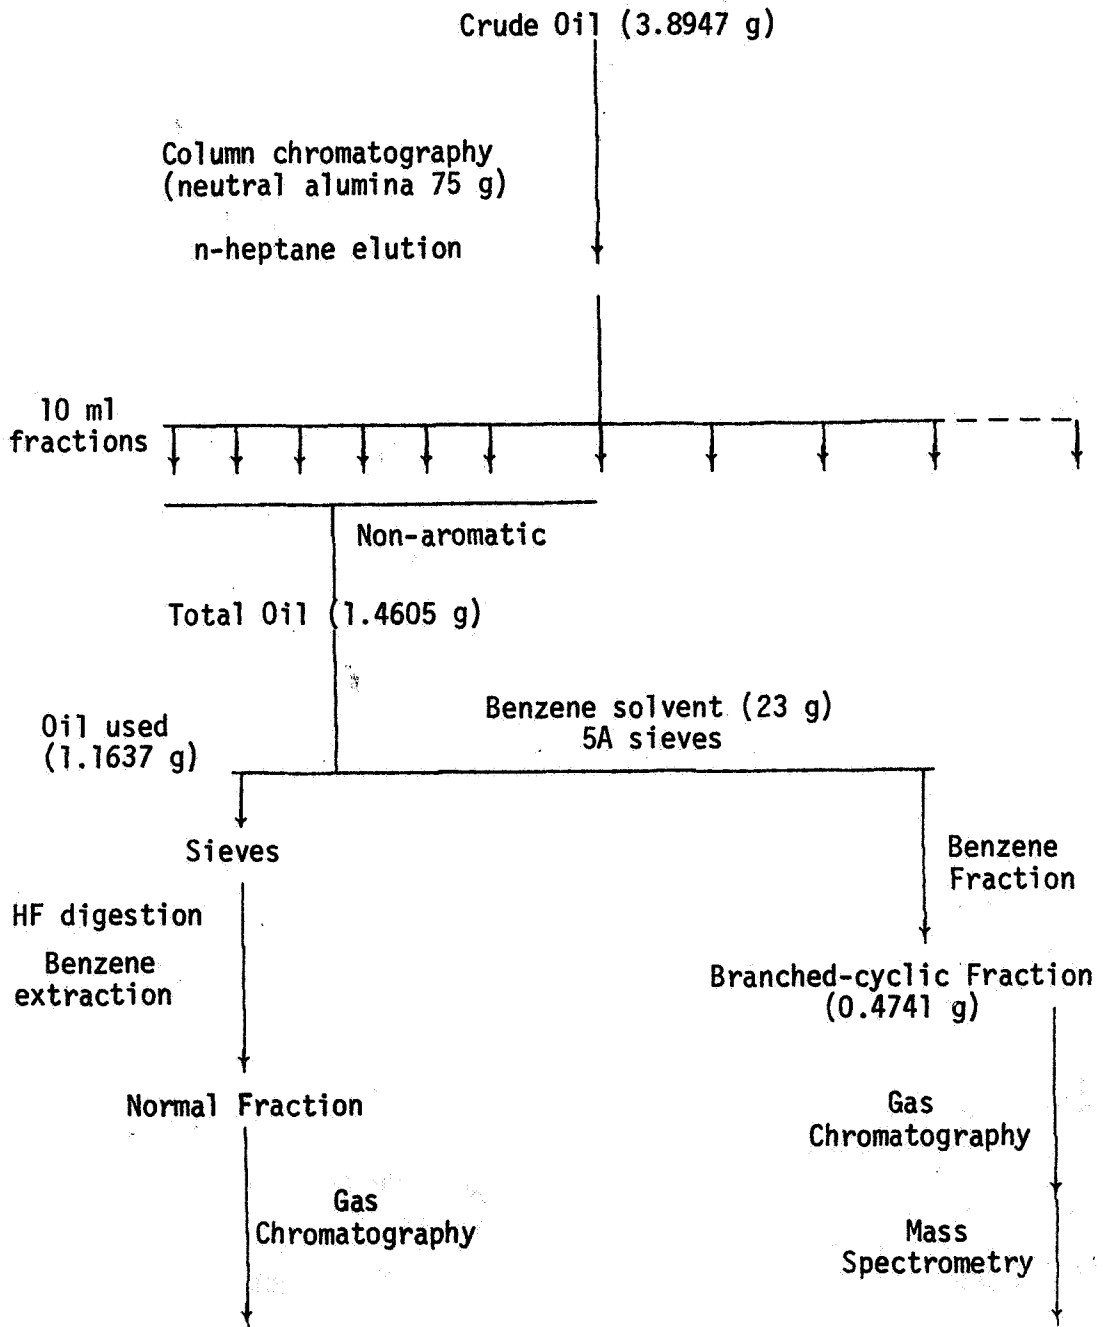 Crude Oil (3.8947 g)
Column chromatography
(neutral alumina 75 g)
n-heptane elution
10 ml
fractions
Non-aromatic
Total Oil (1.4605 g)
Oil used
(1.1637 g)
Benzene solvent (23 g)
5A sieves
Sieves
Benzene
Fraction
HF digestion
Benzene
extraction
Branched-cyclic Fraction
(0.4741 g)
Normal Fraction
Gas
Chromatography
Gas
Chromatography
Mass
Spectrometry